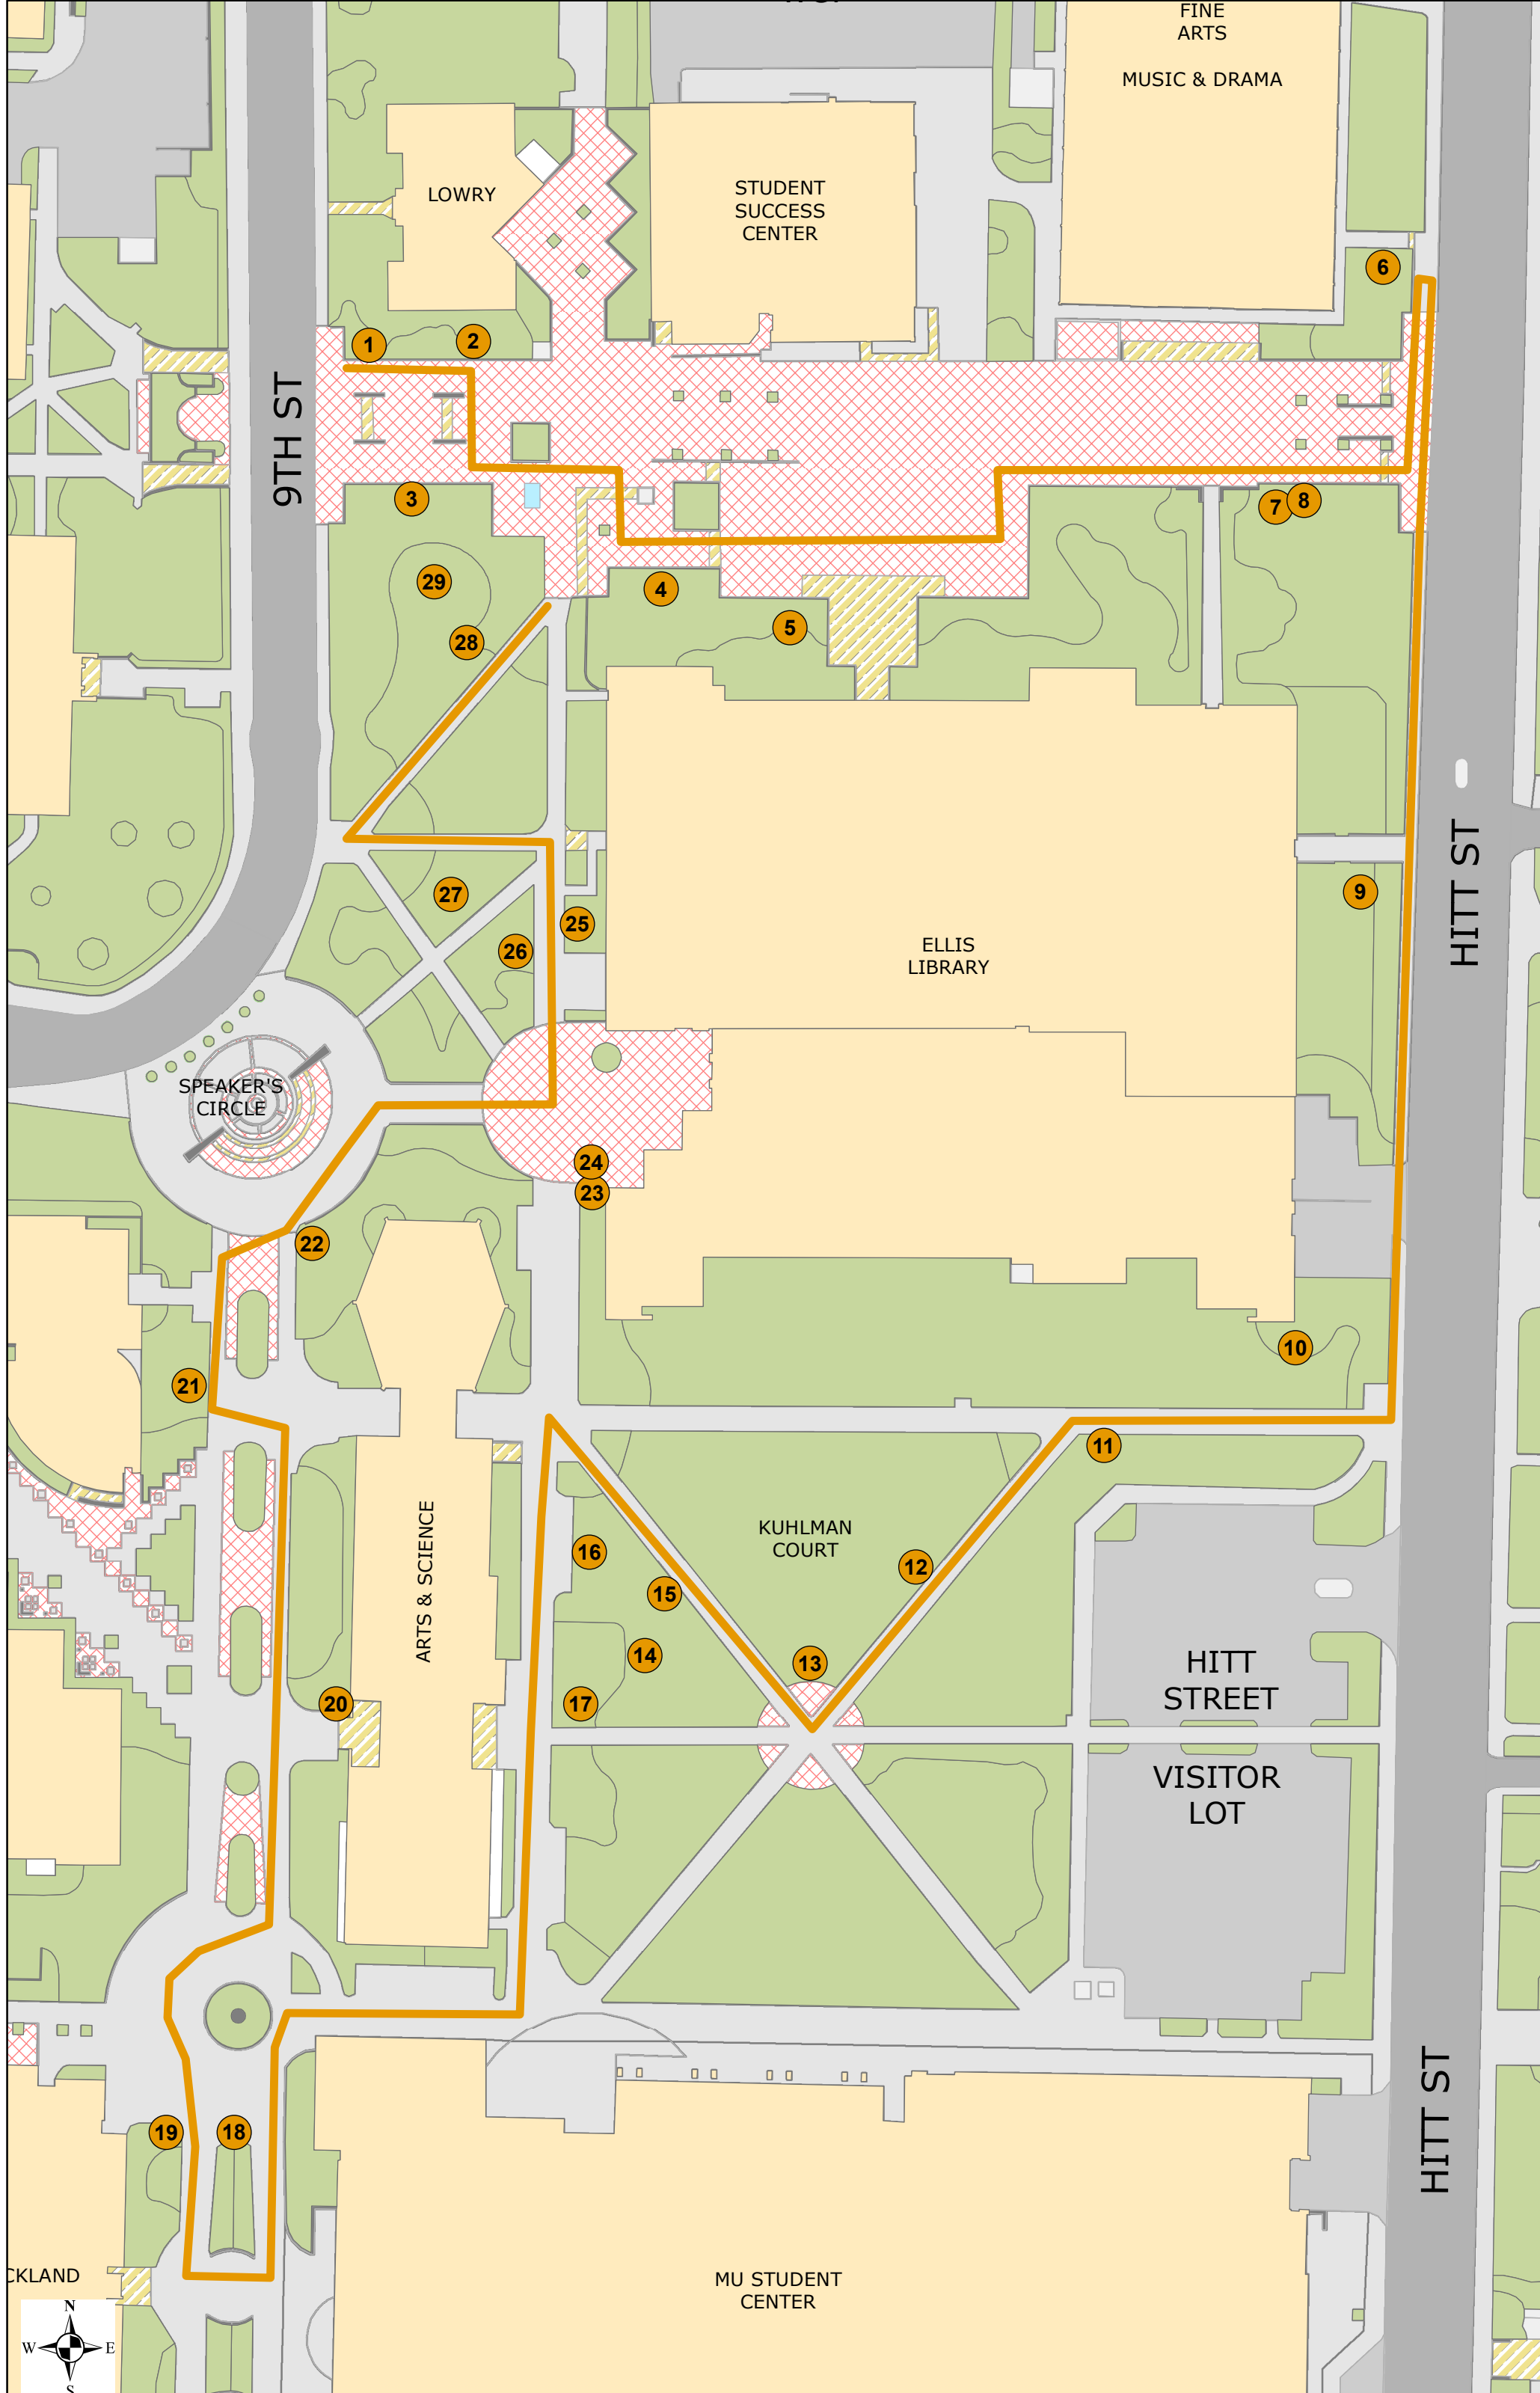 FINE
ARTS
MUSIC & DRAMA
LOWRY
STUDENT
SUCCESS
CENTER
6
1
2
9TH ST
3
7
8
29
4
5
28
HITT ST
9
27
25
26
ELLIS
LIBRARY
SPEAKER'S
CIRCLE
24
23
22
10
21
11
ARTS & SCIENCE
KUHLMAN
COURT
16
12
15
14
13
17
20
HITT
STREET
VISITOR
LOT
HITT ST
19
18
CKLAND
MU STUDENT
CENTER
N
W E
S